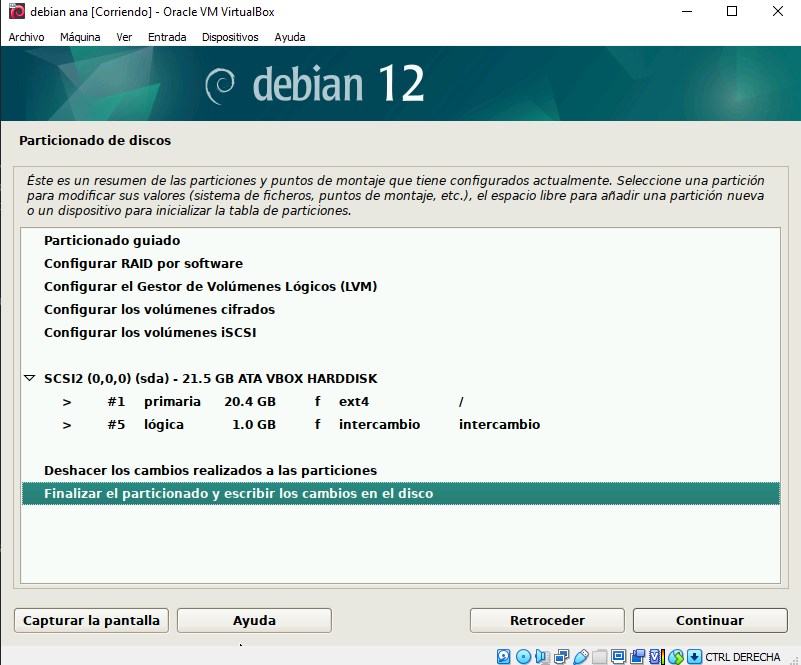 debian ana [Corriendo] - Oracle VM VirtualBox
Archivo Máquina Ver Entrada Dispositivos Ayuda
debian 12
Particionado de discos
Éste es un resumen de las particiones y puntos de montaje que tiene configurados actualmente. Seleccione una partición
para modificar sus valores (sistema de ficheros, puntos de montaje, etc.), el espacio libre para añadir una partición nueva
o un dispositivo para inicializar la tabla de particiones.
Particionado guiado
Configurar RAID por software
Configurar el Gestor de Volúmenes Lógicos (LVM)
Configurar los volúmenes cifrados
Configurar los volúmenes iSCSI
SCSI2 (0,0,0) (sda) - 21.5 GB ATA VBOX HARDDISK
> #1 primaria 20.4 GB f ext4 /
> #5 lógica 1.0 GB f intercambio intercambio
Deshacer los cambios realizados a las particiones
Finalizar el particionado y escribir los cambios en el disco
Capturar la pantalla Ayuda Retroceder Continuar
CTRL DERECHA